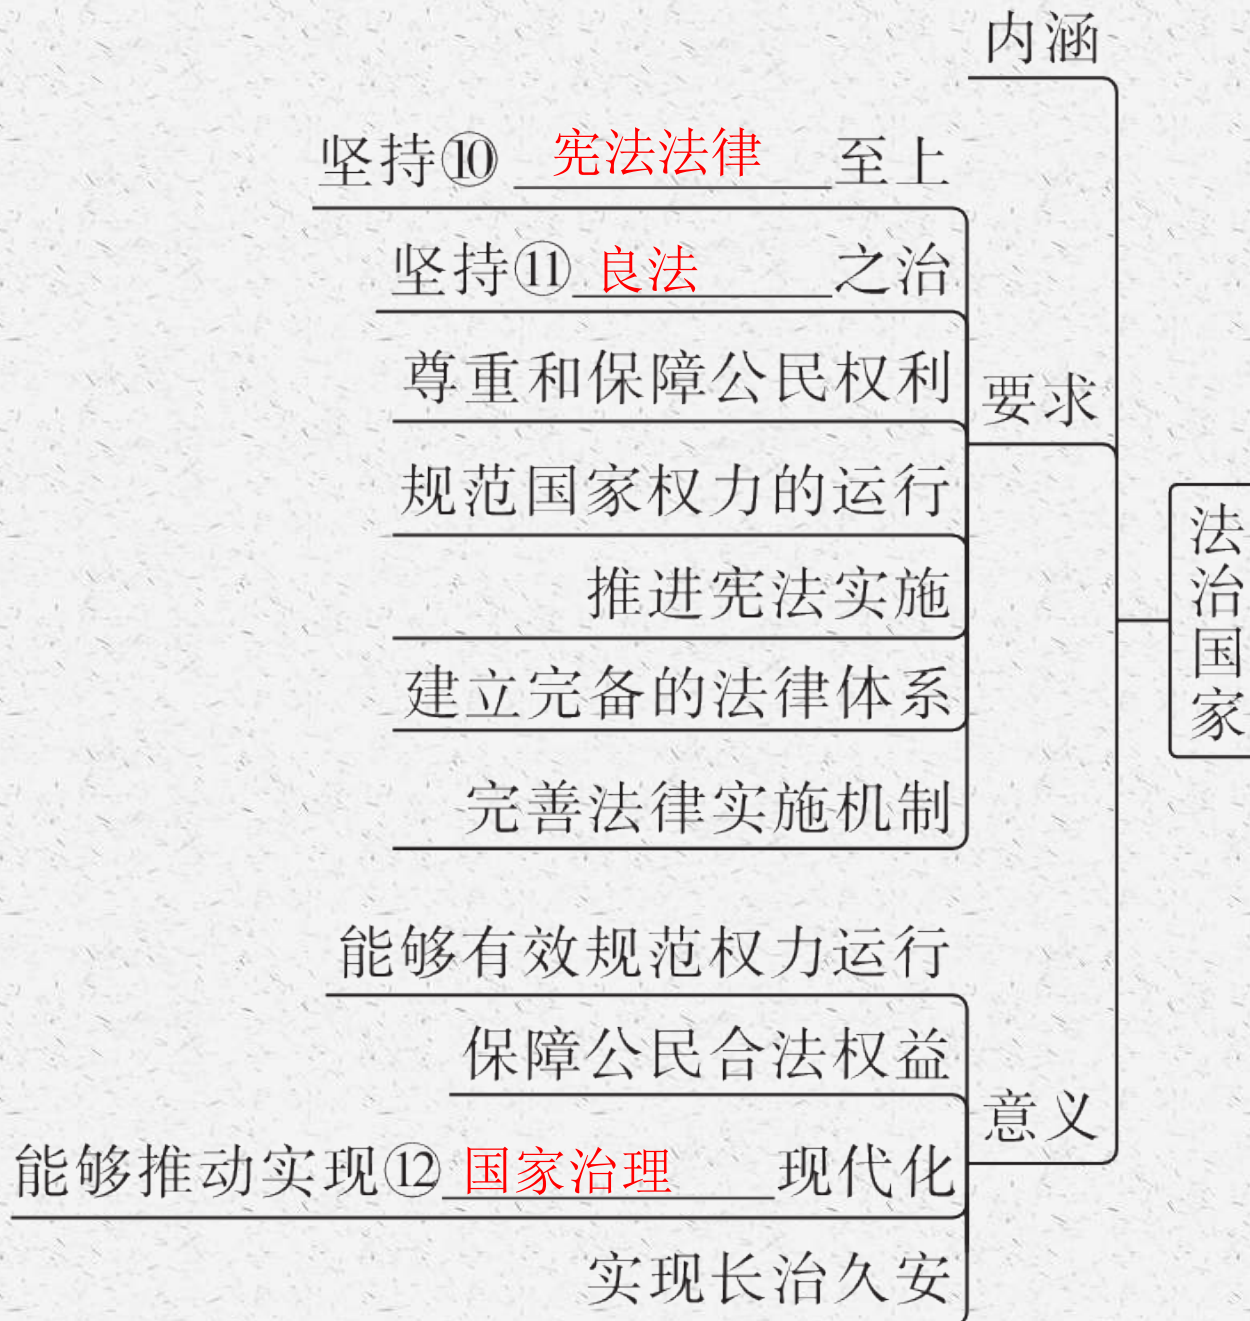 内涵
坚持⑩ 宪法法律 至上
坚持⑪ 良法 之治
尊重和保障公民权利
要求
规范国家权力的运行
推进宪法实施
建立完备的法律体系
完善法律实施机制
法治国家
能够有效规范权力运行
保障公民合法权益
意义
能够推动实现⑫ 国家治理 现代化
实现长治久安